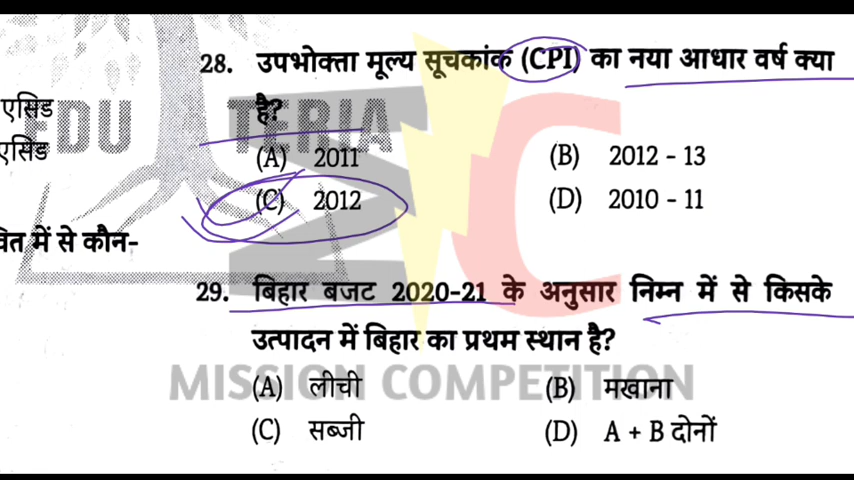 एसिड
एसिड
वित में से कौन-
28. उपभोक्ता मूल्य सूचकांक (CPI) का नया आधार वर्ष क्या
है?
(A) 2011 (B) 2012 - 13
(C) 2012 (D) 2010 - 11
29. बिहार बजट 2020-21 के अनुसार निम्न में से किसके
उत्पादन में बिहार का प्रथम स्थान है?
(A) लीची (B) मखाना
(C) सब्जी (D) A + B दोनों
EDU TERIA
MC
MISSION COMPETITION